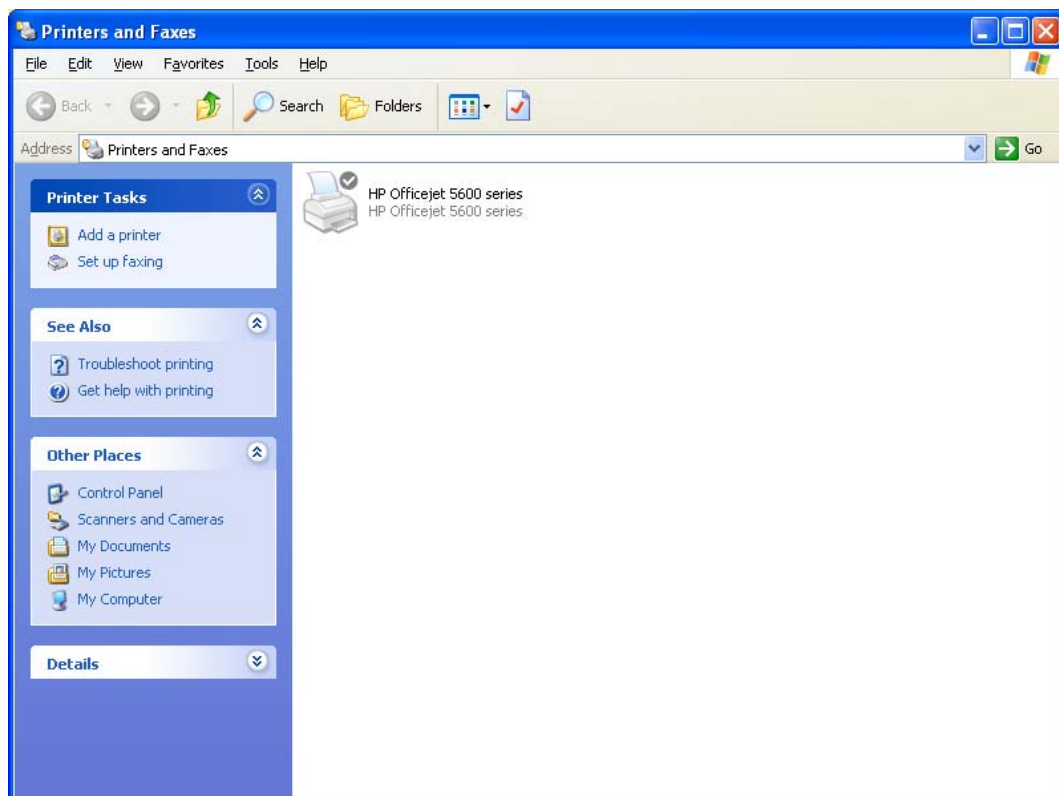 Printers and Faxes
File Edit View Favorites Tools Help
Back Search Folders
Address Printers and Faxes Go
Printer Tasks
Add a printer
Set up faxing
See Also
Troubleshoot printing
Get help with printing
Other Places
Control Panel
Scanners and Cameras
My Documents
My Pictures
My Computer
Details
HP Officejet 5600 series
HP Officejet 5600 series